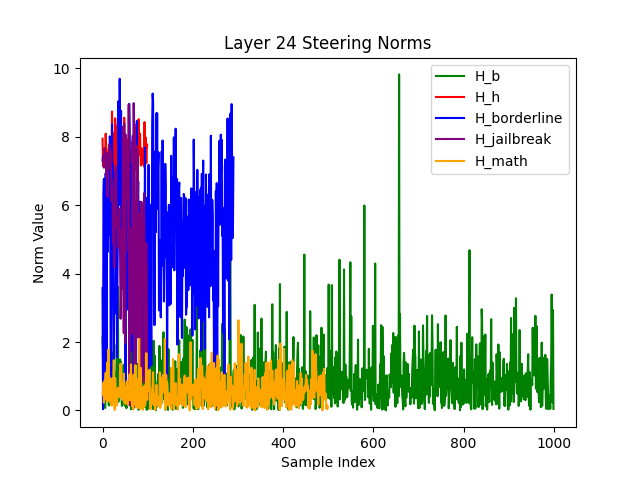 Layer 24 Steering Norms
10
8
6
4
2
0
Norm Value
H_b
H_h
H_borderline
H_jailbreak
H_math
0 200 400 600 800 1000
Sample Index